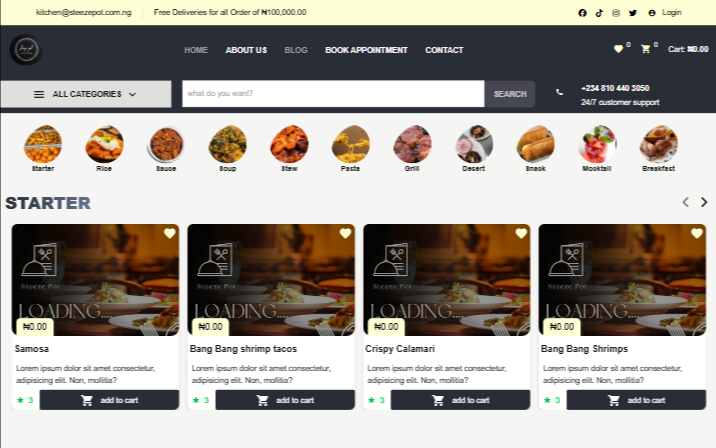 kitchen@steezepot.com.ng
Free Deliveries for all Order of ₦100,000.00
Login
HOME
ABOUT US
BLOG
BOOK APPOINTMENT
CONTACT
0
0
Cart: ₦0.00
ALL CATEGORIES
what do you want?
SEARCH
+234 810 440 3050
24/7 customer support
Starter
Rice
Sauce
Soup
Stew
Pasta
Grill
Desert
Snack
Mocktail
Breakfast
STARTER
Steeze Pot
LOADING....
₦0.00
Samosa
Lorem ipsum dolor sit amet consectetur,
adipisicing elit. Non, mollitia?
3
add to cart
Steeze Pot
LOADING....
₦0.00
Bang Bang shrimp tacos
Lorem ipsum dolor sit amet consectetur,
adipisicing elit. Non, mollitia?
3
add to cart
Steeze Pot
LOADING....
₦0.00
Crispy Calamari
Lorem ipsum dolor sit amet consectetur,
adipisicing elit. Non, mollitia?
3
add to cart
Steeze Pot
LOADING....
₦0.00
Bang Bang Shrimps
Lorem ipsum dolor sit amet consectetur,
adipisicing elit. Non, mollitia?
3
add to cart